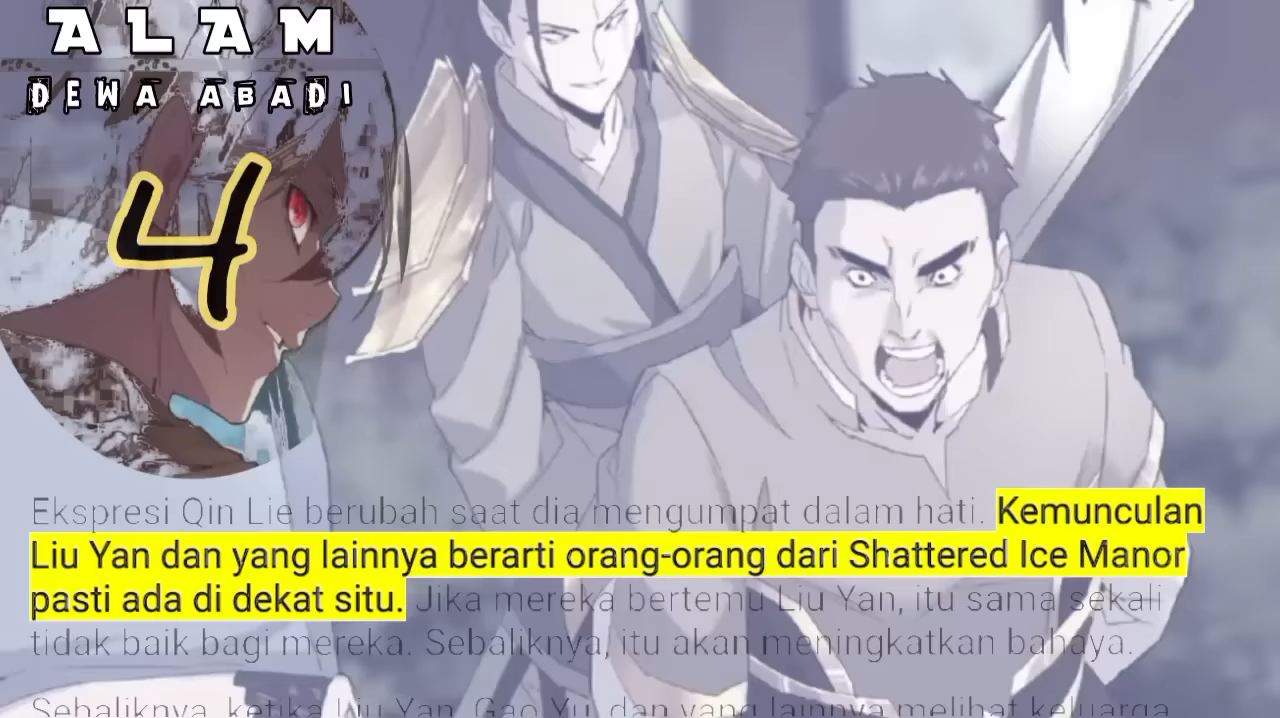 ALAM
DEWA ABADI
4
Ekspresi Qin Lie berubah saat dia mengumpat dalam hati. Kemunculan
Liu Yan dan yang lainnya berarti orang-orang dari Shattered Ice Manor
pasti ada di dekat situ. Jika mereka bertemu Liu Yan, itu sama sekali
tidak baik bagi mereka. Sebaliknya, itu akan meningkatkan bahaya.
Sebaliknya, ketika Liu Yan, Gao Yu, dan yang lainnya melihat keluarga